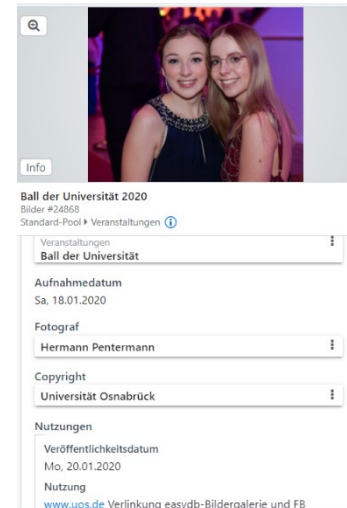 Info
Ball der Universität 2020
Bilder #24868
Standard-Pool ▸ Veranstaltungen
Veranstaltungen
Ball der Universität
Aufnahmedatum
Sa, 18.01.2020
Fotograf
Hermann Pentermann
Copyright
Universität Osnabrück
Nutzungen
Veröffentlichkeitsdatum
Mo, 20.01.2020
Nutzung
www.uos.de Verlinkung easydb-Bildergalerie und FB